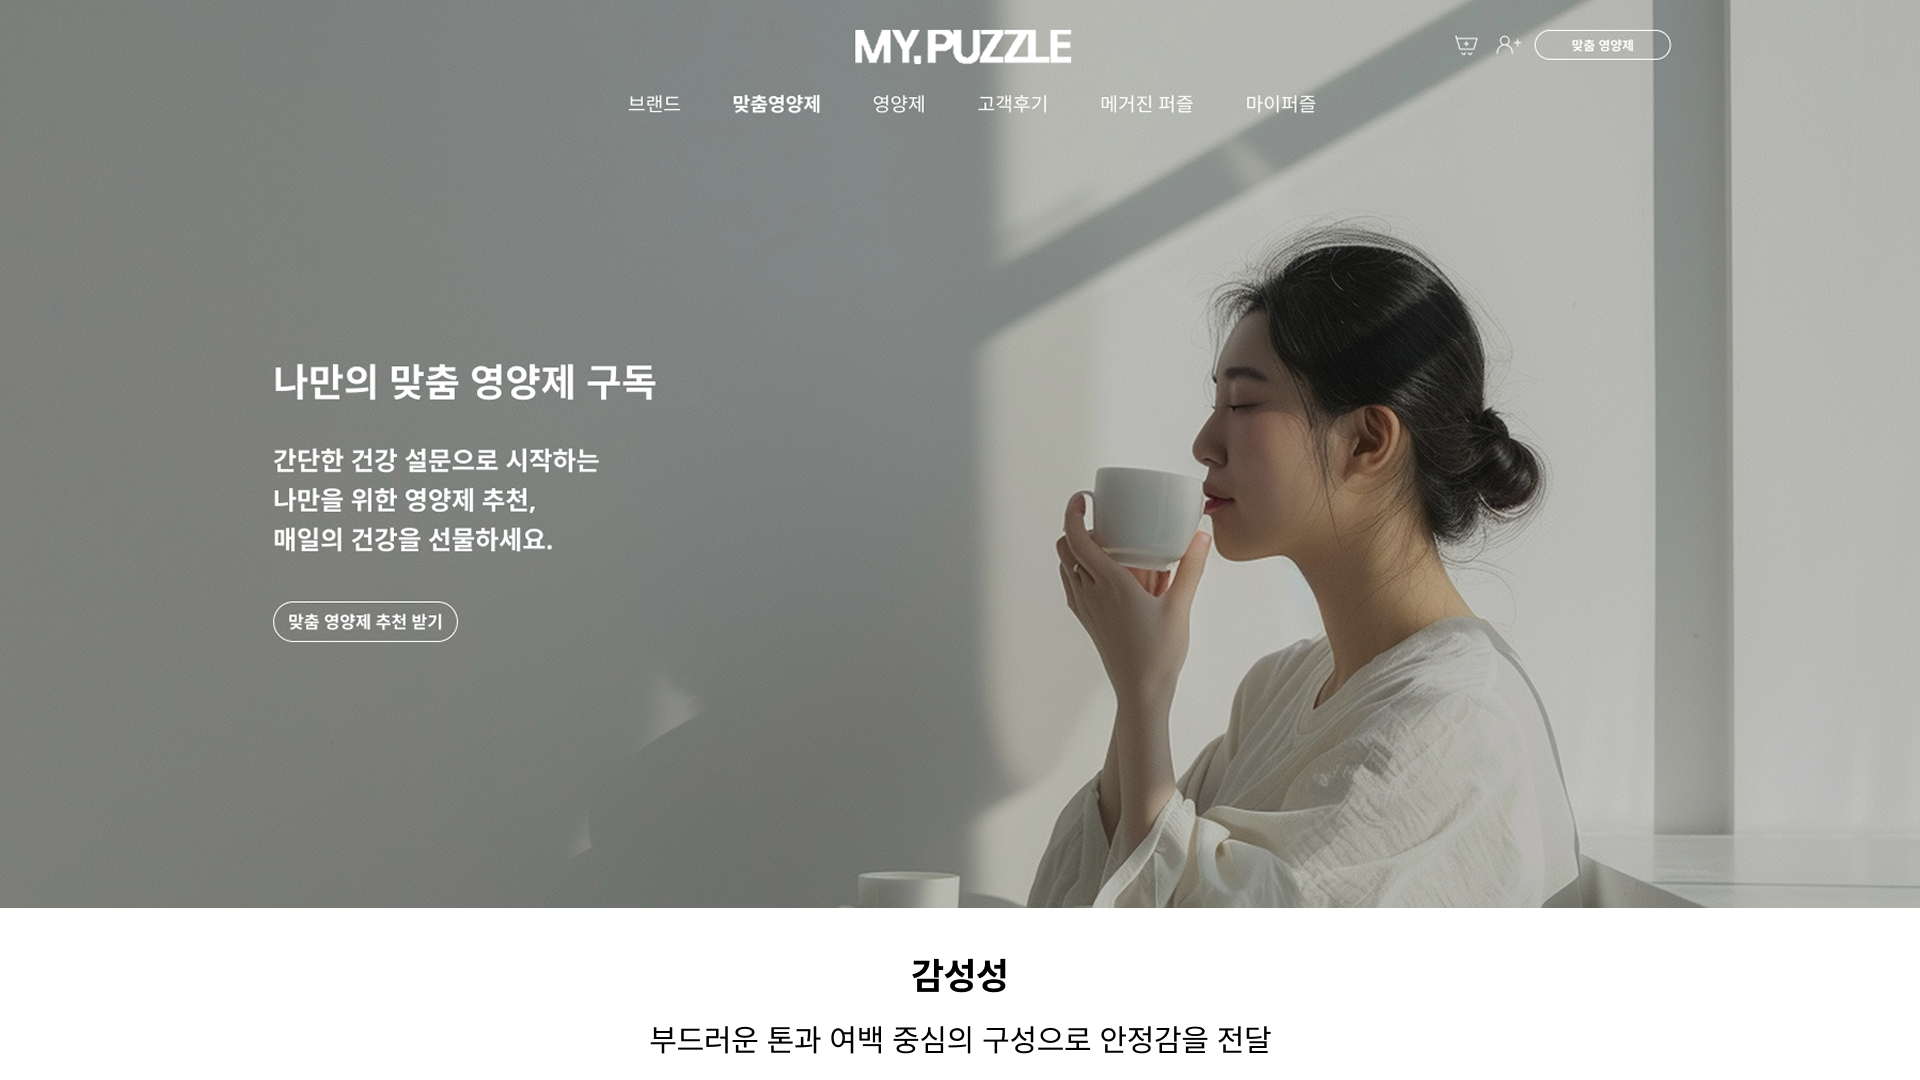 MY.PUZZLE
맞춤 영양제
브랜드 맞춤영양제 영양제 고객후기 메거진 퍼즐 마이퍼즐
나만의 맞춤 영양제 구독
간단한 건강 설문으로 시작하는
나만을 위한 영양제 추천,
매일의 건강을 선물하세요.
맞춤 영양제 추천 받기
감성성
부드러운 톤과 여백 중심의 구성으로 안정감을 전달